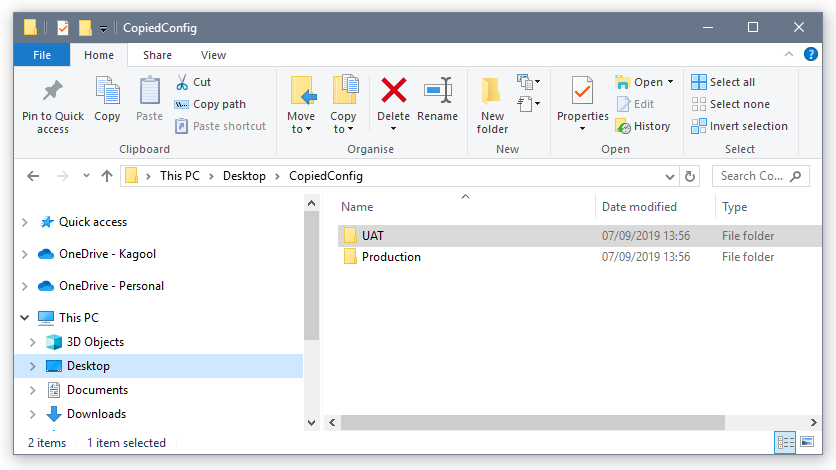 CopiedConfig
File Home Share View
Pin to Quick access
Copy
Paste
Cut
Copy path
Paste shortcut
Clipboard
Move to
Copy to
Delete
Rename
Organise
New folder
New
Properties
Open
Edit
History
Open
Select all
Select none
Invert selection
Select
This PC Desktop CopiedConfig
Search Co...
Quick access
OneDrive - Kagool
OneDrive - Personal
This PC
3D Objects
Desktop
Documents
Downloads
Name Date modified Type
UAT 07/09/2019 13:56 File folder
Production 07/09/2019 13:56 File folder
2 items 1 item selected